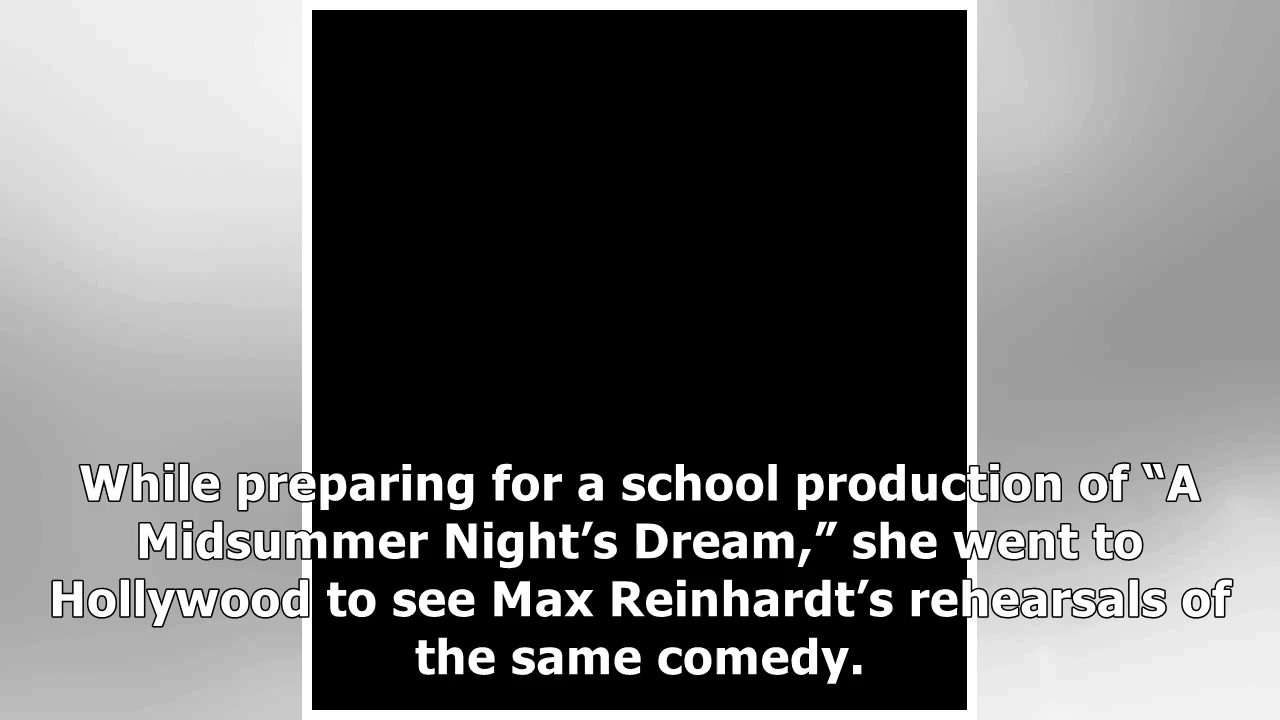 While preparing for a school production of “A
Midsummer Night’s Dream,” she went to
Hollywood to see Max Reinhardt’s rehearsals of
the same comedy.